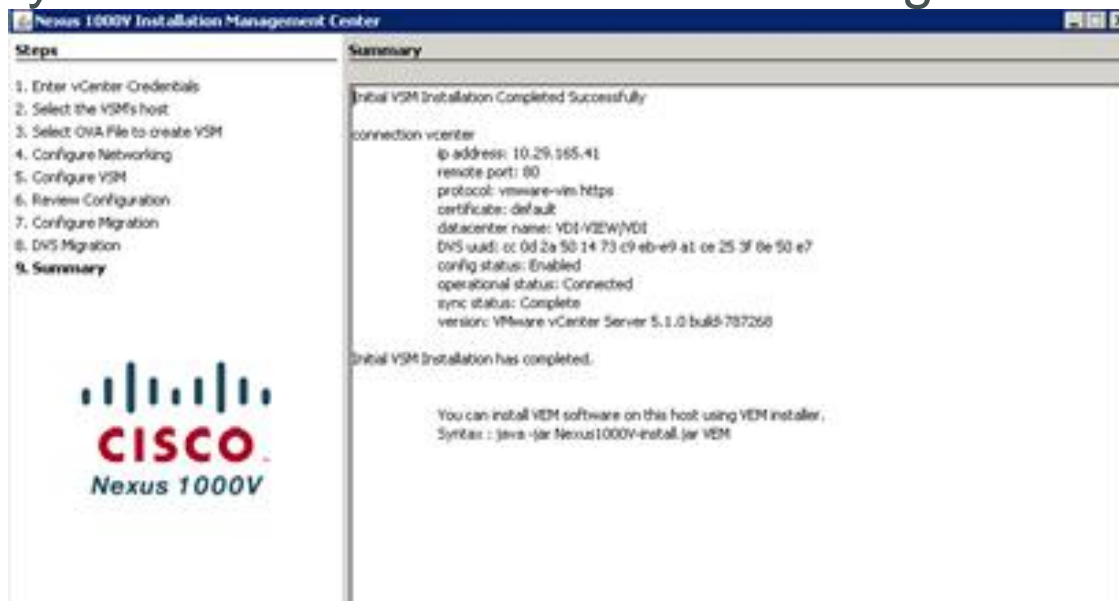 Nexus 1000V Installation Management Center
Steps
1. Enter vCenter Credentials
2. Select the VSM's host
3. Select OVA File to create VSM
4. Configure Networking
5. Configure VSM
6. Review Configuration
7. Configure Migration
8. DVS Migration
9. Summary
CISCO
Nexus 1000V
Summary
Initial VSM Installation Completed Successfully
connection vcenter
ip address: 10.29.165.41
remote port: 80
protocol: vmware-vim https
certificate: default
datacenter name: VDI-VIEW/VDI
DVS uuid: cc 0d 2a 50 14 73 c9 eb-e9 a1 ce 25 3f 8e 50 e7
config status: Enabled
operational status: Connected
sync status: Complete
version: VMware vCenter Server 5.1.0 build-787268
Initial VSM Installation has completed.
You can install VEM software on this host using VEM installer.
Syntax : java -jar Nexus1000V-install.jar VEM